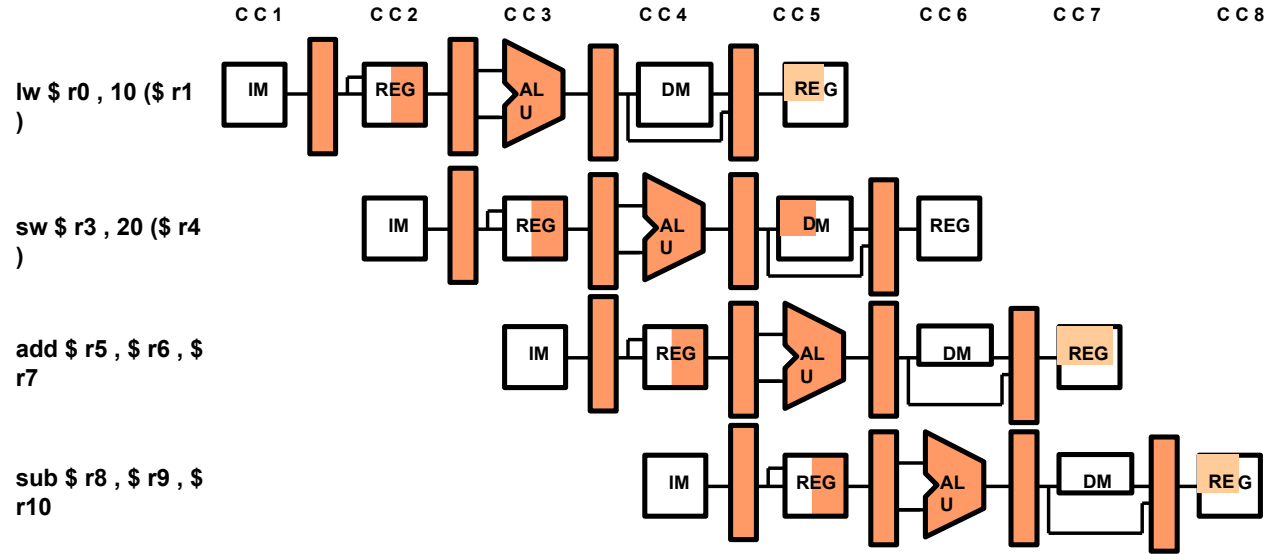 C C 1 C C 2 C C 3 C C 4 C C 5 C C 6 C C 7 C C 8
lw $ r0 , 10 ($ r1
)
IM REG AL
U DM RE G
sw $ r3 , 20 ($ r4
)
IM REG AL
U DM REG
add $ r5 , $ r6 , $
r7
IM REG AL
U DM REG
sub $ r8 , $ r9 , $
r10
IM REG AL
U DM RE G